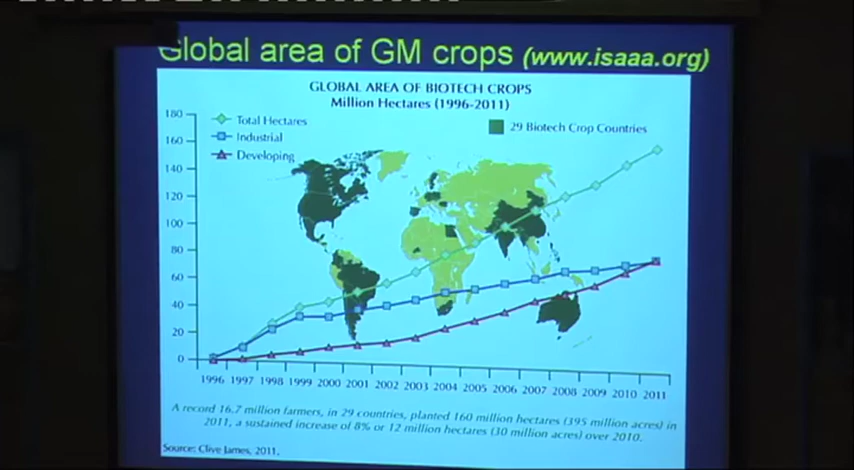 Global area of GM crops (www.isaaa.org)
GLOBAL AREA OF BIOTECH CROPS
Million Hectares (1996-2011)
180
160
140
120
100
80
60
40
20
0
Total Hectares
Industrial
Developing
29 Biotech Crop Countries
1996 1997 1998 1999 2000 2001 2002 2003 2004 2005 2006 2007 2008 2009 2010 2011
A record 16.7 million farmers, in 29 countries, planted 160 million hectares (395 million acres) in
2011, a sustained increase of 8% or 12 million hectares (30 million acres) over 2010.
Source: Clive James, 2011.